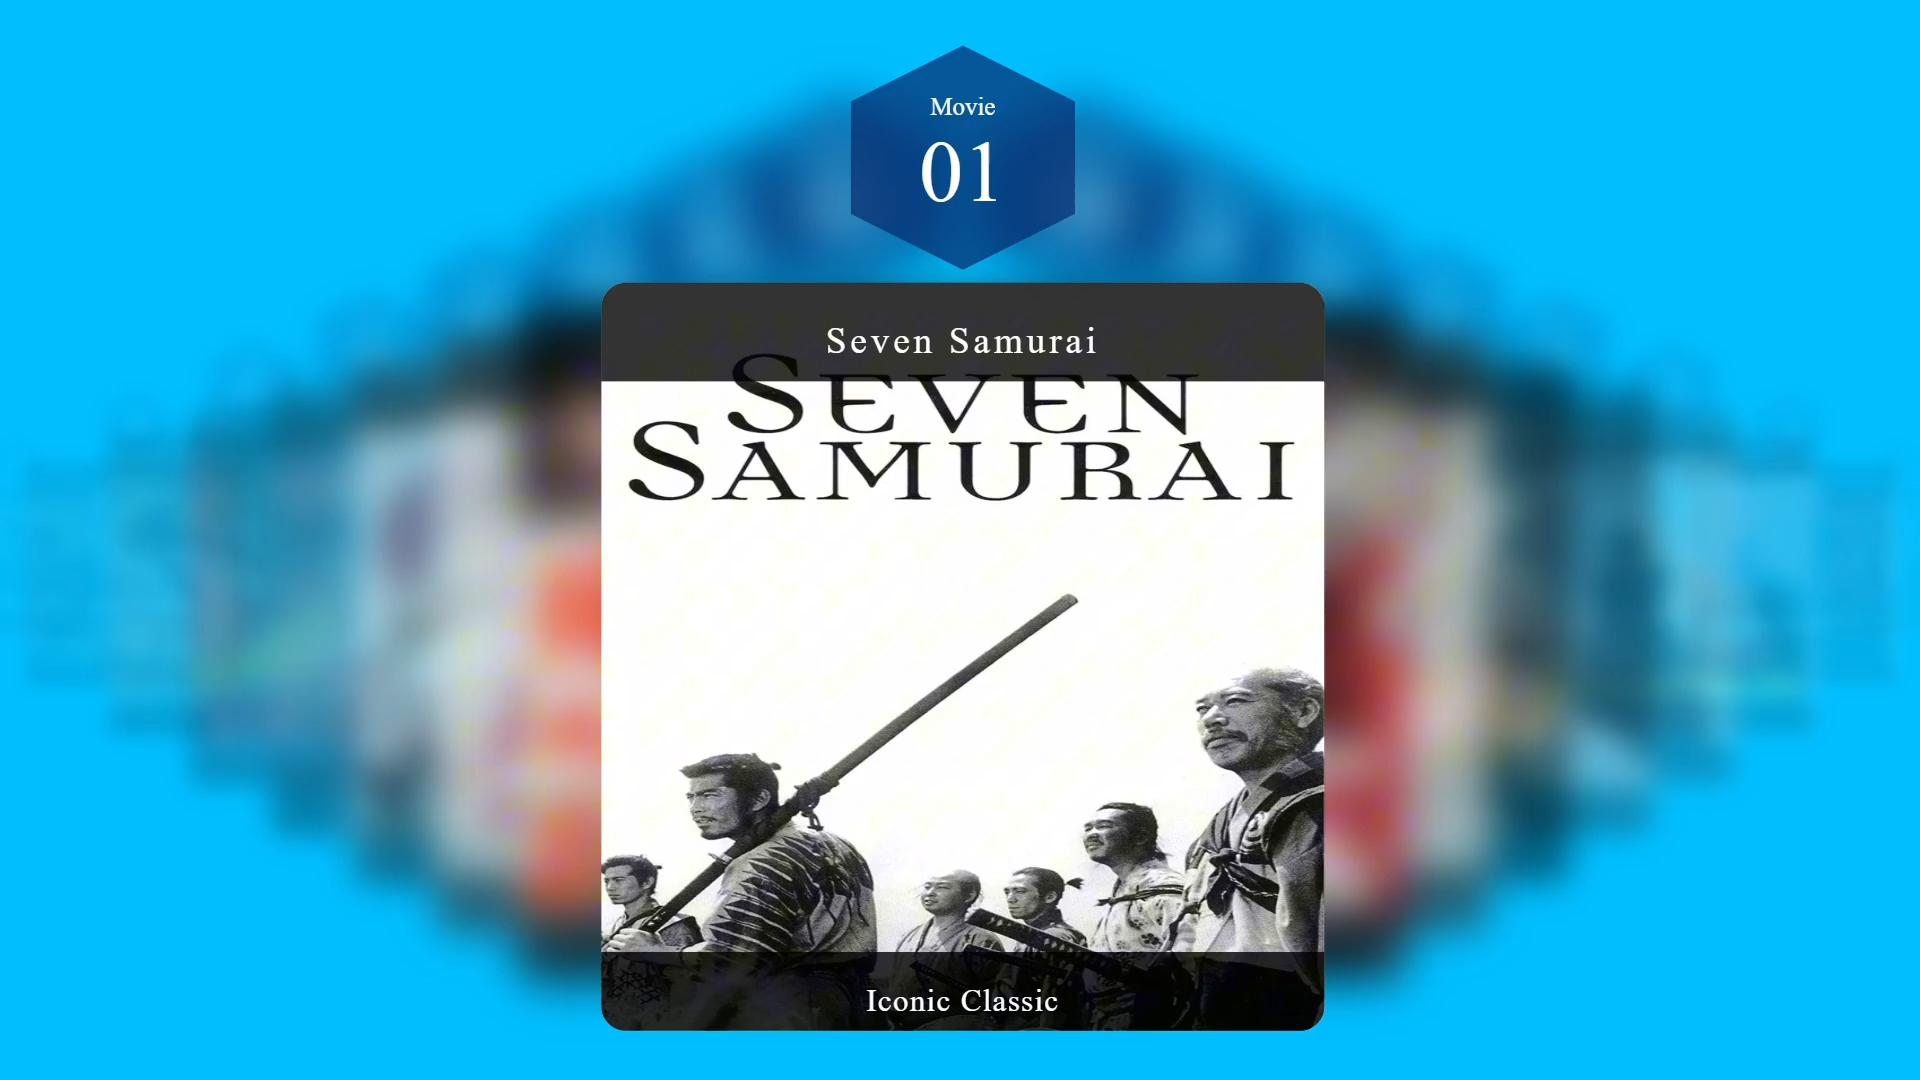 Movie
01
Seven Samurai
SEVEN
SAMURAI
Iconic Classic